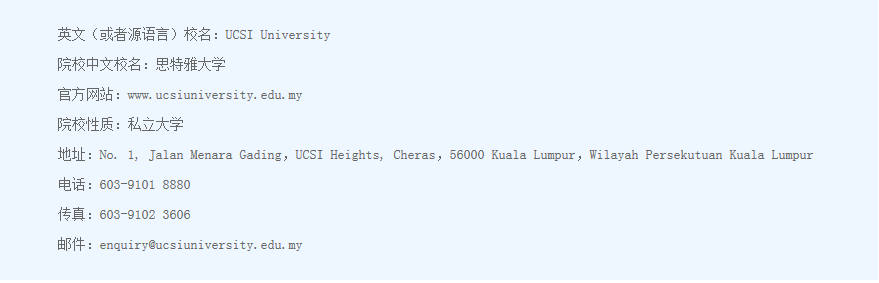 英文（或者源语言）校名：UCSI University
院校中文校名：思特雅大学
官方网站：www.ucsiuniversity.edu.my
院校性质：私立大学
地址：No. 1, Jalan Menara Gading，UCSI Heights, Cheras，56000 Kuala Lumpur，Wilayah Persekutuan Kuala Lumpur
电话：603-9101 8880
传真：603-9102 3606
邮件：enquiry@ucsiuniversity.edu.my